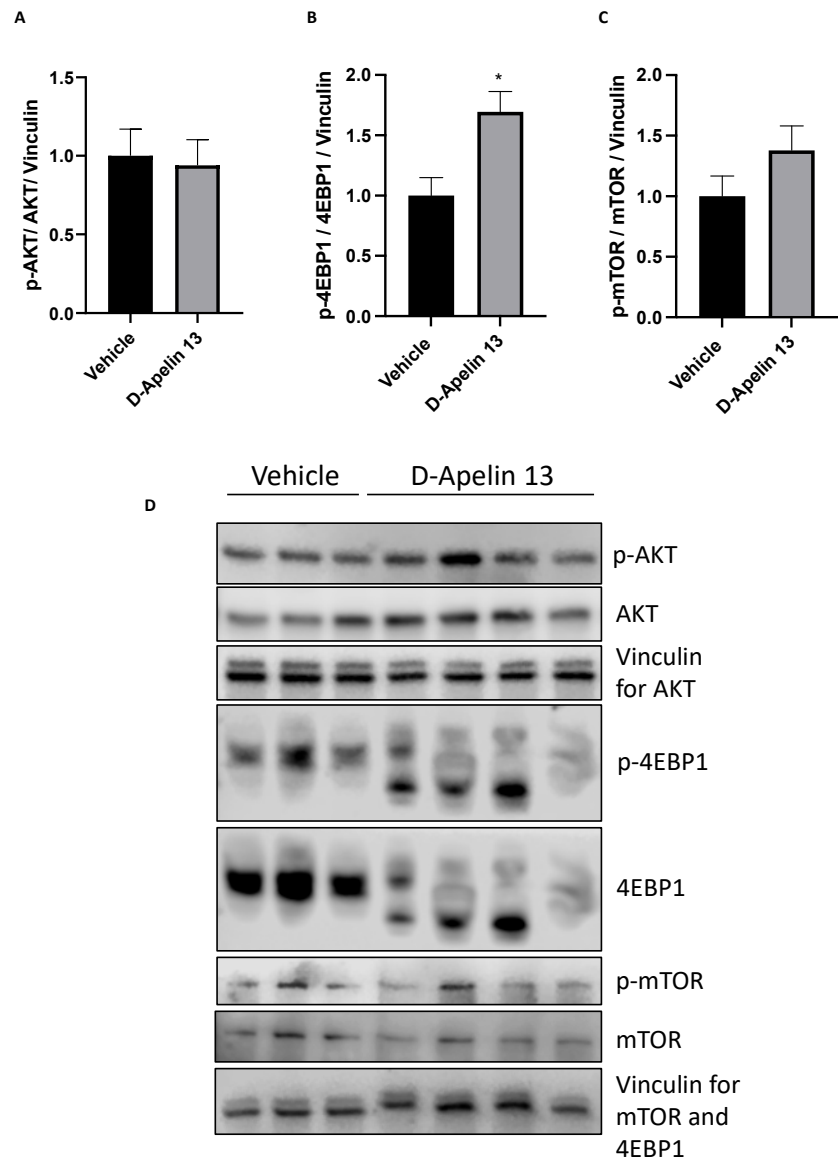 A
B
C
p-AKT/ AKT/ Vinculin
1.5
1.0
0.5
0.0
Vehicle
D-Apelin 13
p-4EBP1 / 4EBP1 / Vinculin
2.0
1.5
1.0
0.5
0.0
*
Vehicle
D-Apelin 13
p-mTOR / mTOR / Vinculin
2.0
1.5
1.0
0.5
0.0
Vehicle
D-Apelin 13
D
Vehicle
D-Apelin 13
p-AKT
AKT
Vinculin
for AKT
p-4EBP1
4EBP1
p-mTOR
mTOR
Vinculin for
mTOR and
4EBP1